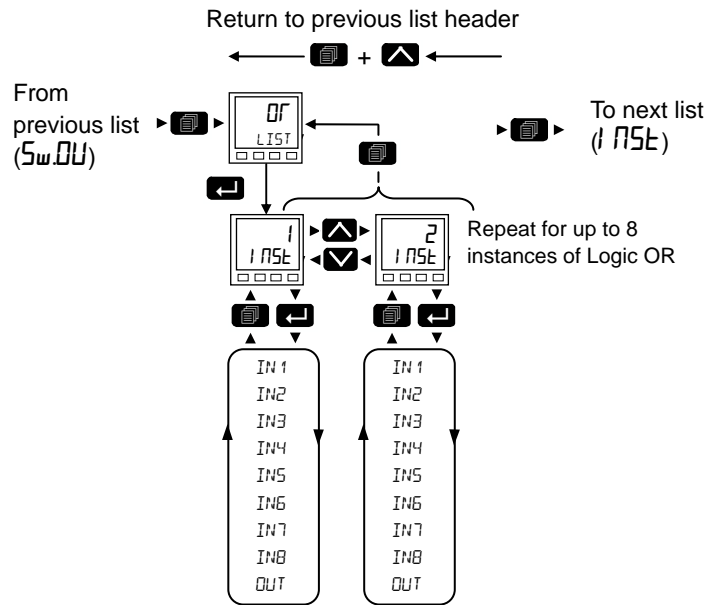 Return to previous list header
+
From
previous list
(Sw.OV)
To next list
(INSt)
or
LIST
1
INSt
2
INSt
Repeat for up to 8
instances of Logic OR
IN1
IN2
IN3
IN4
IN5
IN6
IN7
IN8
OUT
IN1
IN2
IN3
IN4
IN5
IN6
IN7
IN8
OUT